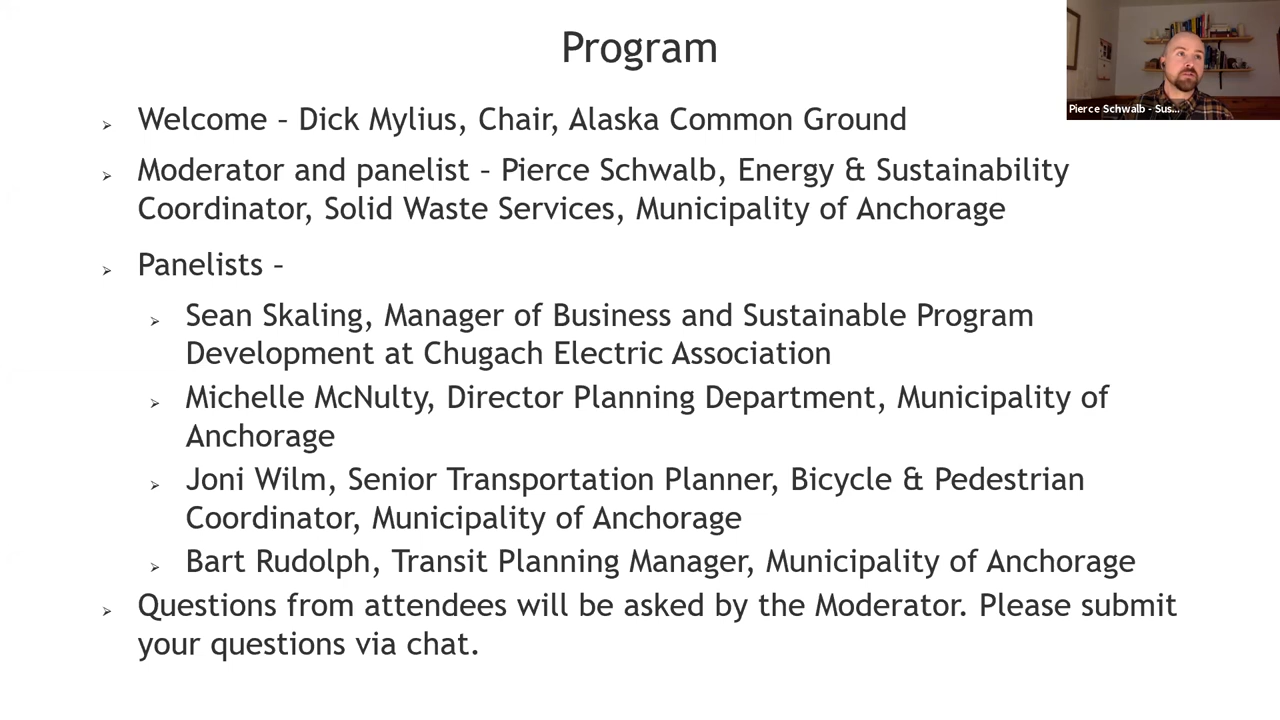 Program
Pierce Schwalb - Sus...
Welcome – Dick Mylius, Chair, Alaska Common Ground
Moderator and panelist – Pierce Schwalb, Energy & Sustainability
Coordinator, Solid Waste Services, Municipality of Anchorage
Panelists –
Sean Skaling, Manager of Business and Sustainable Program
Development at Chugach Electric Association
Michelle McNulty, Director Planning Department, Municipality of
Anchorage
Joni Wilm, Senior Transportation Planner, Bicycle & Pedestrian
Coordinator, Municipality of Anchorage
Bart Rudolph, Transit Planning Manager, Municipality of Anchorage
Questions from attendees will be asked by the Moderator. Please submit
your questions via chat.